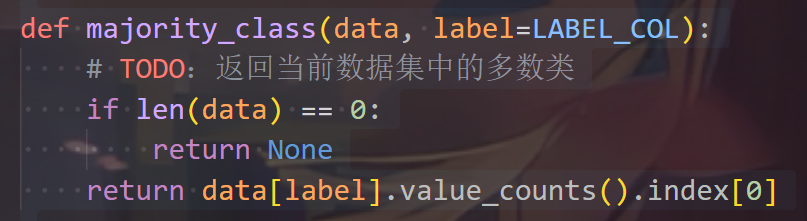 def majority_class(data, label=LABEL_COL):
    # TODO: 返回当前数据集中的多数类
    if len(data) == 0:
        return None
    return data[label].value_counts().index[0]